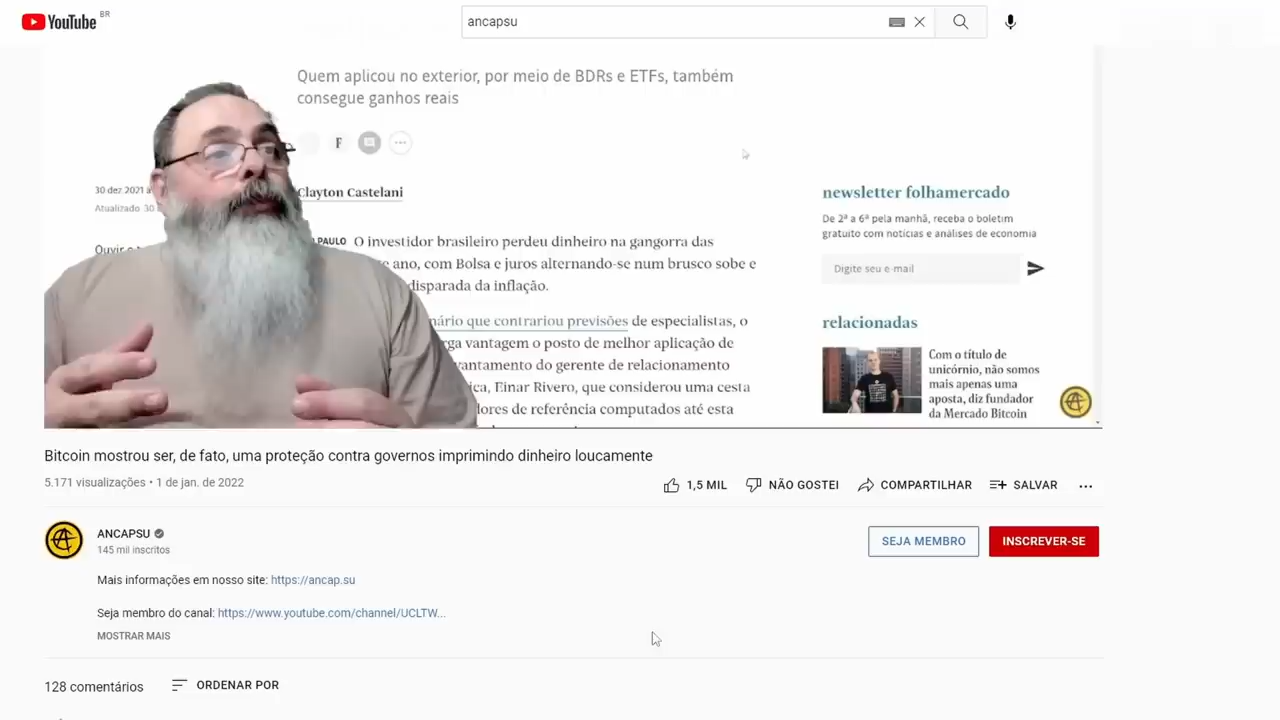 YouTube BR
ancapsu
Quem aplicou no exterior, por meio de BDRs e ETFs, também
consegue ganhos reais
F
30 dez.2021 à
Atualizado 30
Clayton Castelani
Ouvir o
PAULO O investidor brasileiro perdeu dinheiro na gangorra das
e ano, com Bolsa e juros alternando-se num brusco sobe e
disparada da inflação.
nário que contrariou previsões de especialistas, o
rga vantagem o posto de melhor aplicação de
vantamento do gerente de relacionamento
ica, Einar Rivero, que considerou uma cesta
dores de referência computados até esta
newsletter folhamercado
De 2ª a 6ª pela manhã, receba o boletim
gratuito com notícias e análises de economia
Digite seu e-mail
relacionadas
Com o título de
unicórnio, não somos
mais apenas uma
aposta, diz fundador
da Mercado Bitcoin
Bitcoin mostrou ser, de fato, uma proteção contra governos imprimindo dinheiro loucamente
5.171 visualizações • 1 de jan. de 2022
1,5 MIL NÃO GOSTEI COMPARTILHAR SALVAR ...
ANCAPSU
145 mil inscritos
SEJA MEMBRO INSCREVER-SE
Mais informações em nosso site: https://ancap.su
Seja membro do canal: https://www.youtube.com/channel/UCLTW...
MOSTRAR MAIS
128 comentários ORDENAR POR